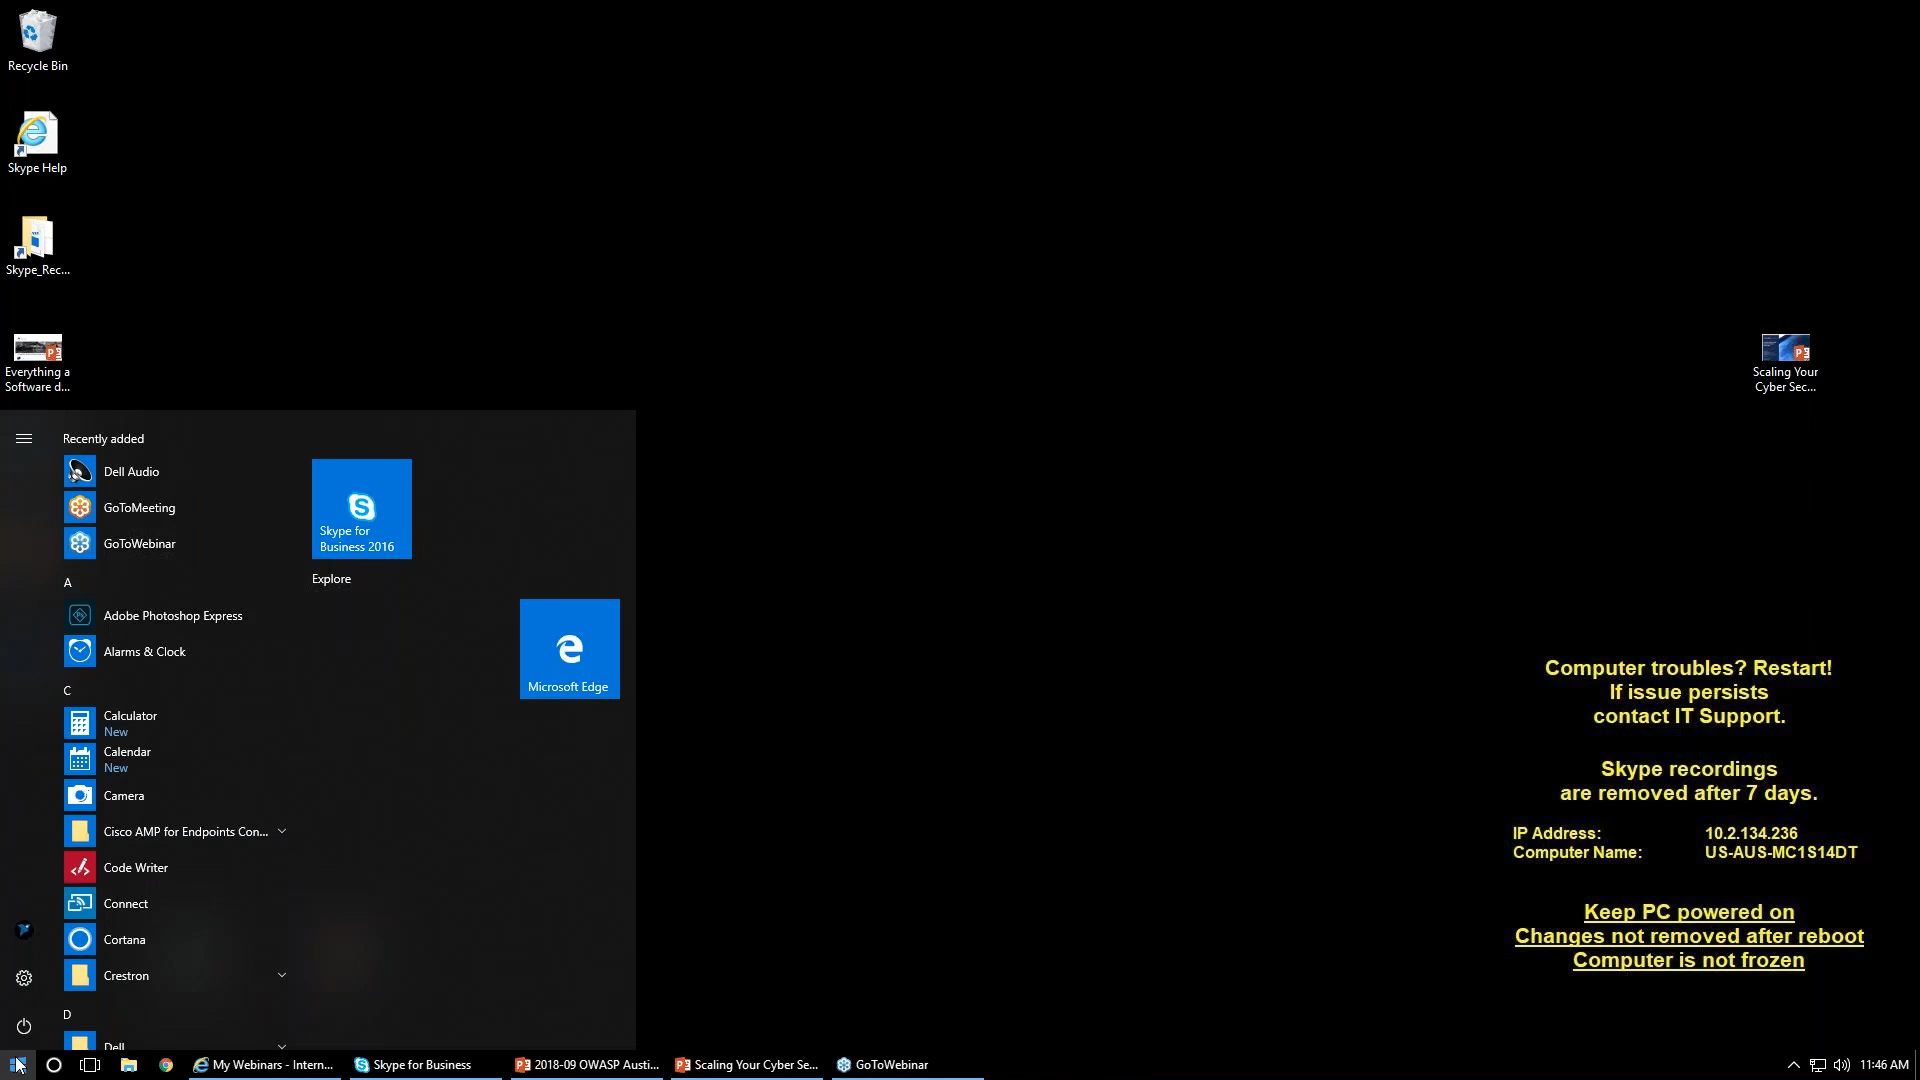 Recycle Bin
Skype Help
Skype_Rec...
Everything a
Software d...
Scaling Your
Cyber Sec...
Recently added
Dell Audio
GoToMeeting
GoToWebinar
A
Adobe Photoshop Express
Alarms & Clock
C
Calculator
New
Calendar
New
Camera
Cisco AMP for Endpoints Con...
Code Writer
Connect
Cortana
Crestron
D
Dell
Skype for
Business 2016
Explore
Microsoft Edge
Computer troubles? Restart!
If issue persists
contact IT Support.
Skype recordings
are removed after 7 days.
IP Address: 10.2.134.236
Computer Name: US-AUS-MC1S14DT
Keep PC powered on
Changes not removed after reboot
Computer is not frozen
My Webinars - Intern...
Skype for Business
2018-09 OWASP Austi...
Scaling Your Cyber Se...
GoToWebinar
11:46 AM